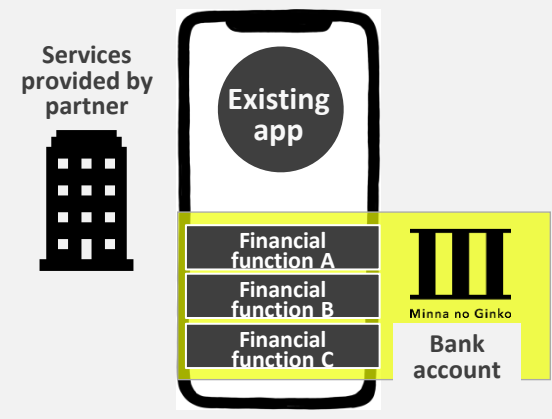 Services
provided by
partner
Existing
app
Financial
function A
Financial
function B
Financial
function C
Minna no Ginko
Bank
account